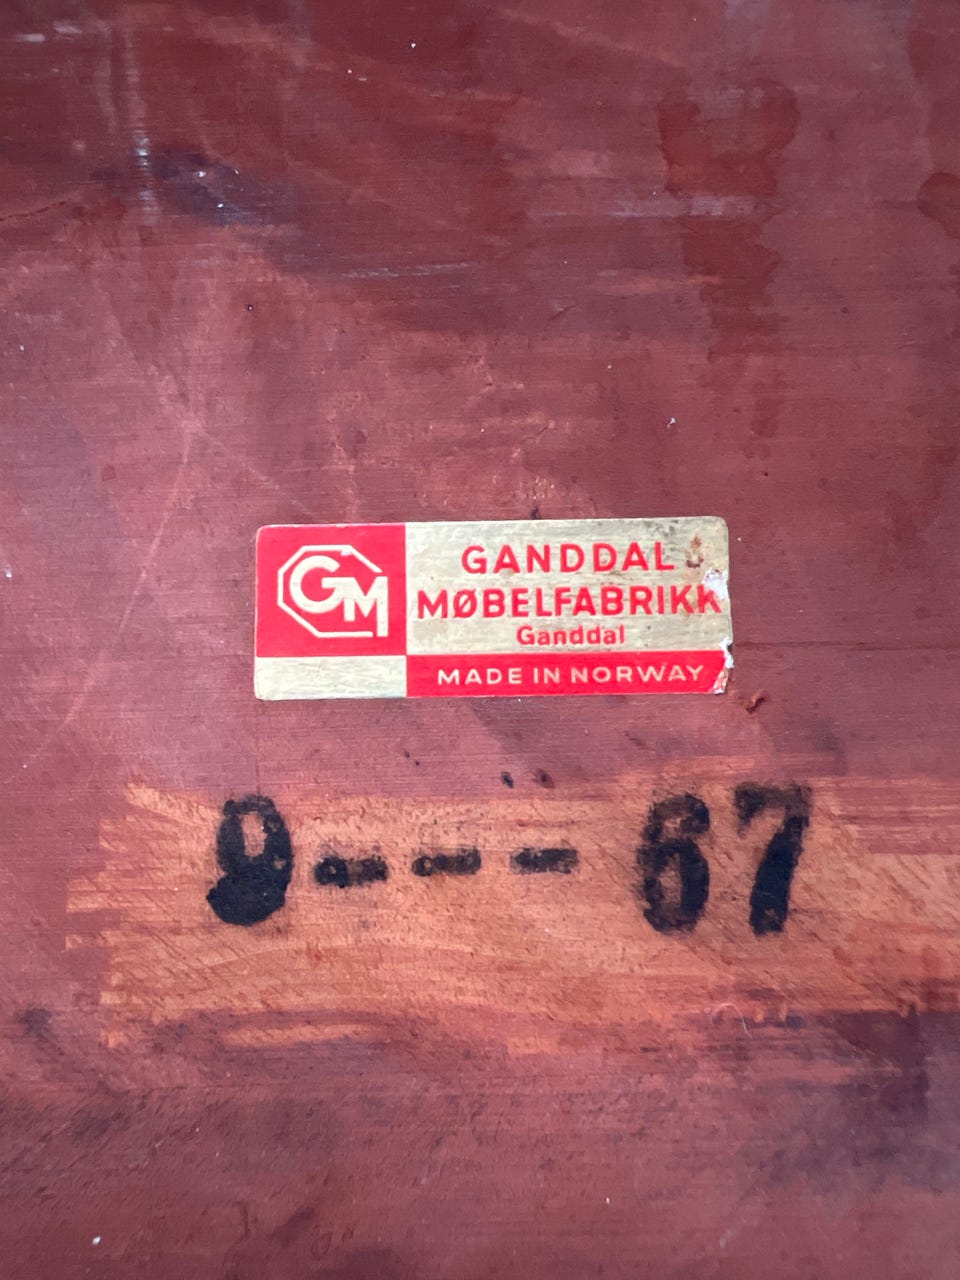 GM
GANDDAL
MØBELFABRIKK
Ganddal
MADE IN NORWAY
9 --- 67